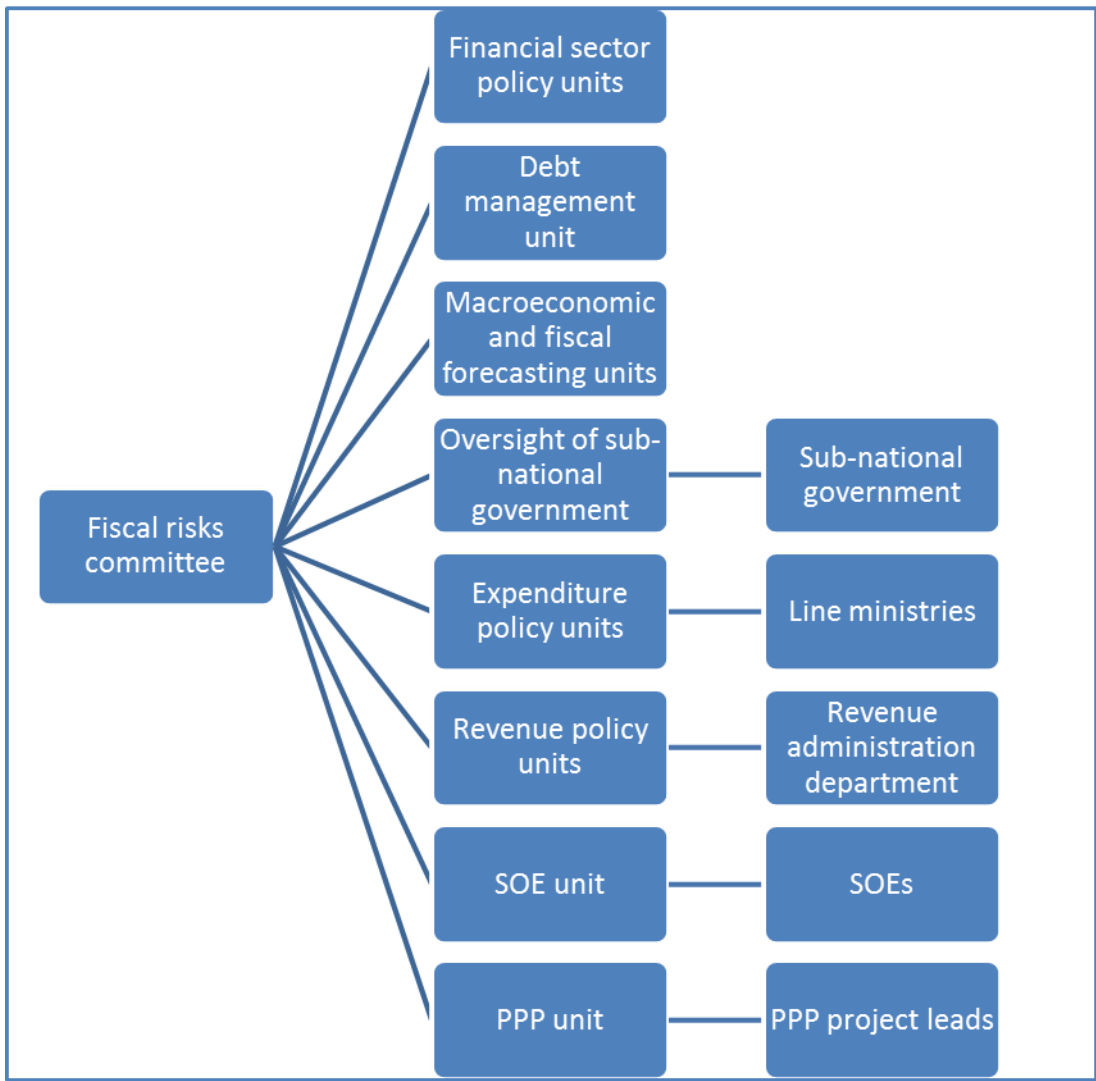 Financial sector
policy units
Debt
management
unit
Macroeconomic
and fiscal
forecasting units
Oversight of sub-
national
government
Sub-national
government
Fiscal risks
committee
Expenditure
policy units
Line ministries
Revenue policy
units
Revenue
administration
department
SOE unit
SOEs
PPP unit
PPP project leads